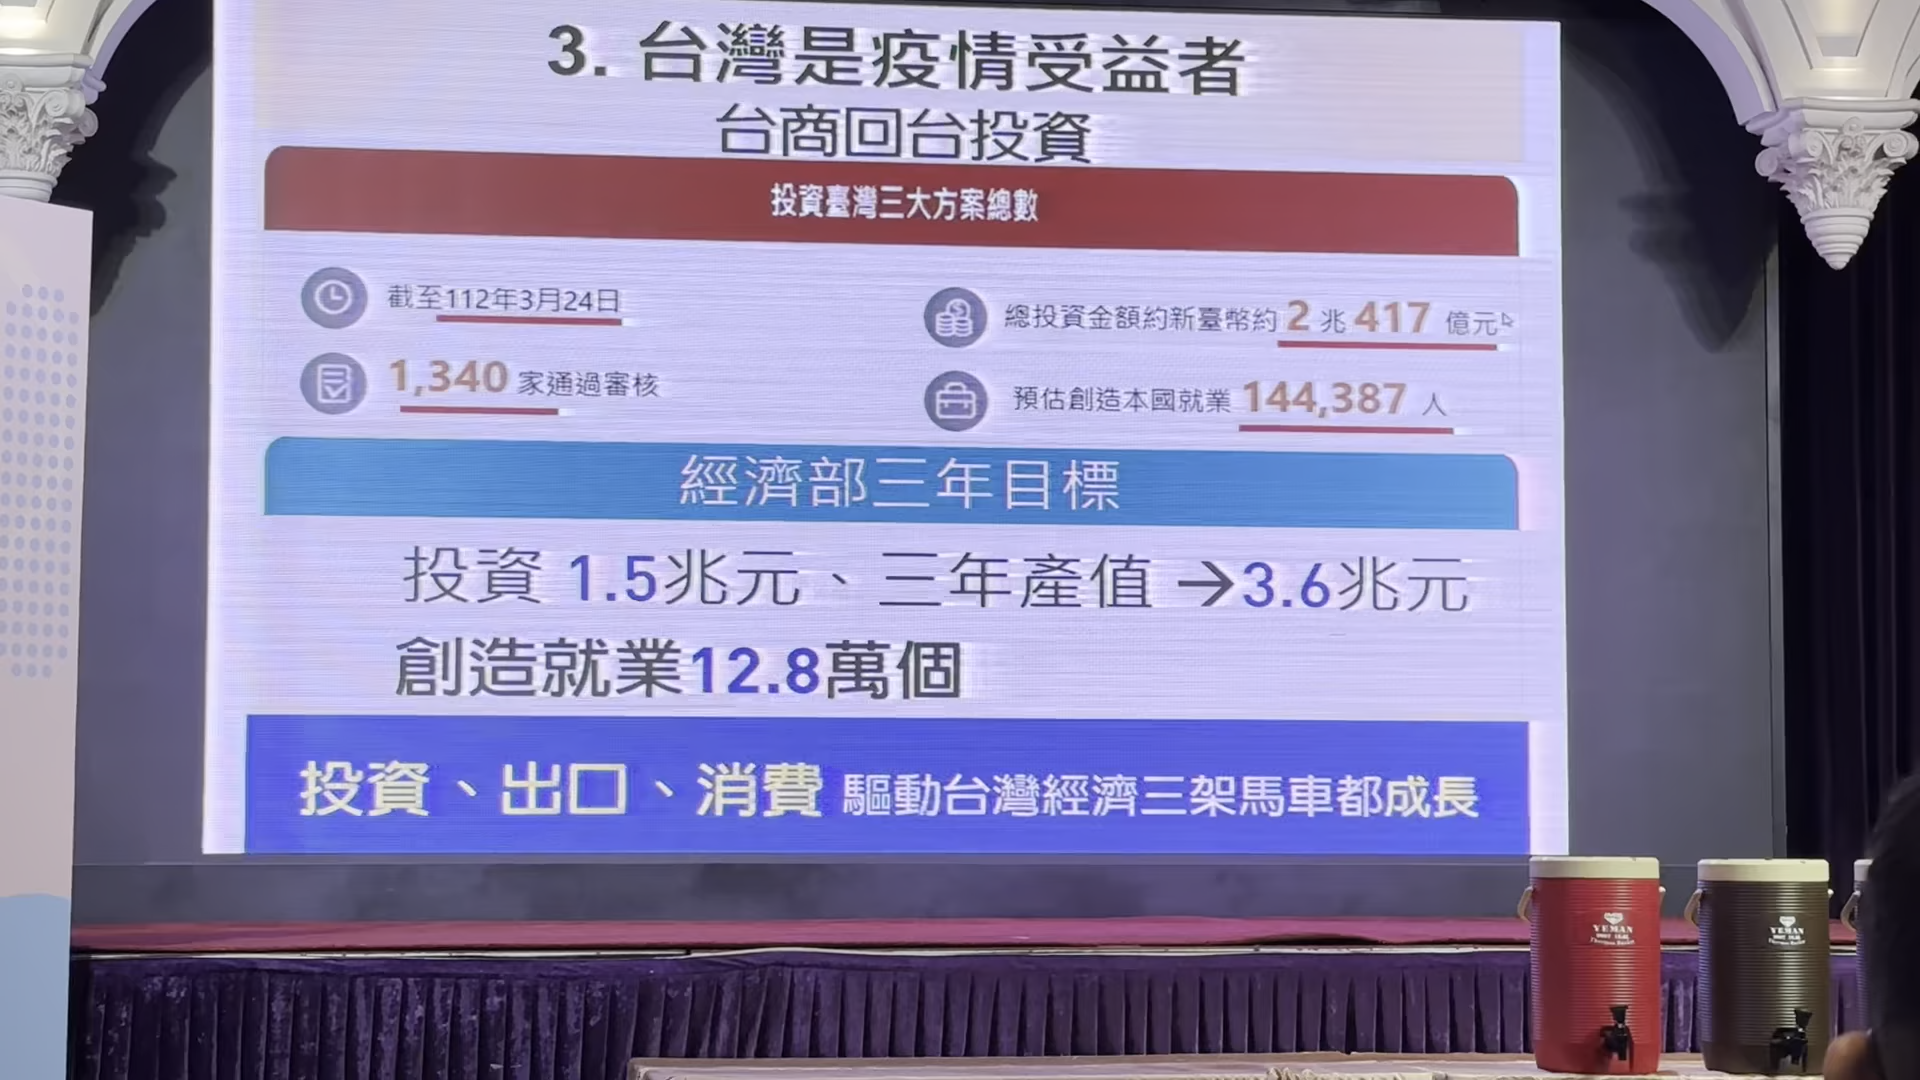 3. 台灣是疫情受益者
台商回台投資
投資臺灣三大方案總數
截至112年3月24日
總投資金額約新臺幣約 2 兆 417 億元
1,340 家通過審核
預估創造本國就業 144,387 人
經濟部三年目標
投資 1.5兆元、三年產值 →3.6兆元
創造就業12.8萬個
投資、出口、消費 驅動台灣經濟三架馬車都成長
YEMAN
YEMAN